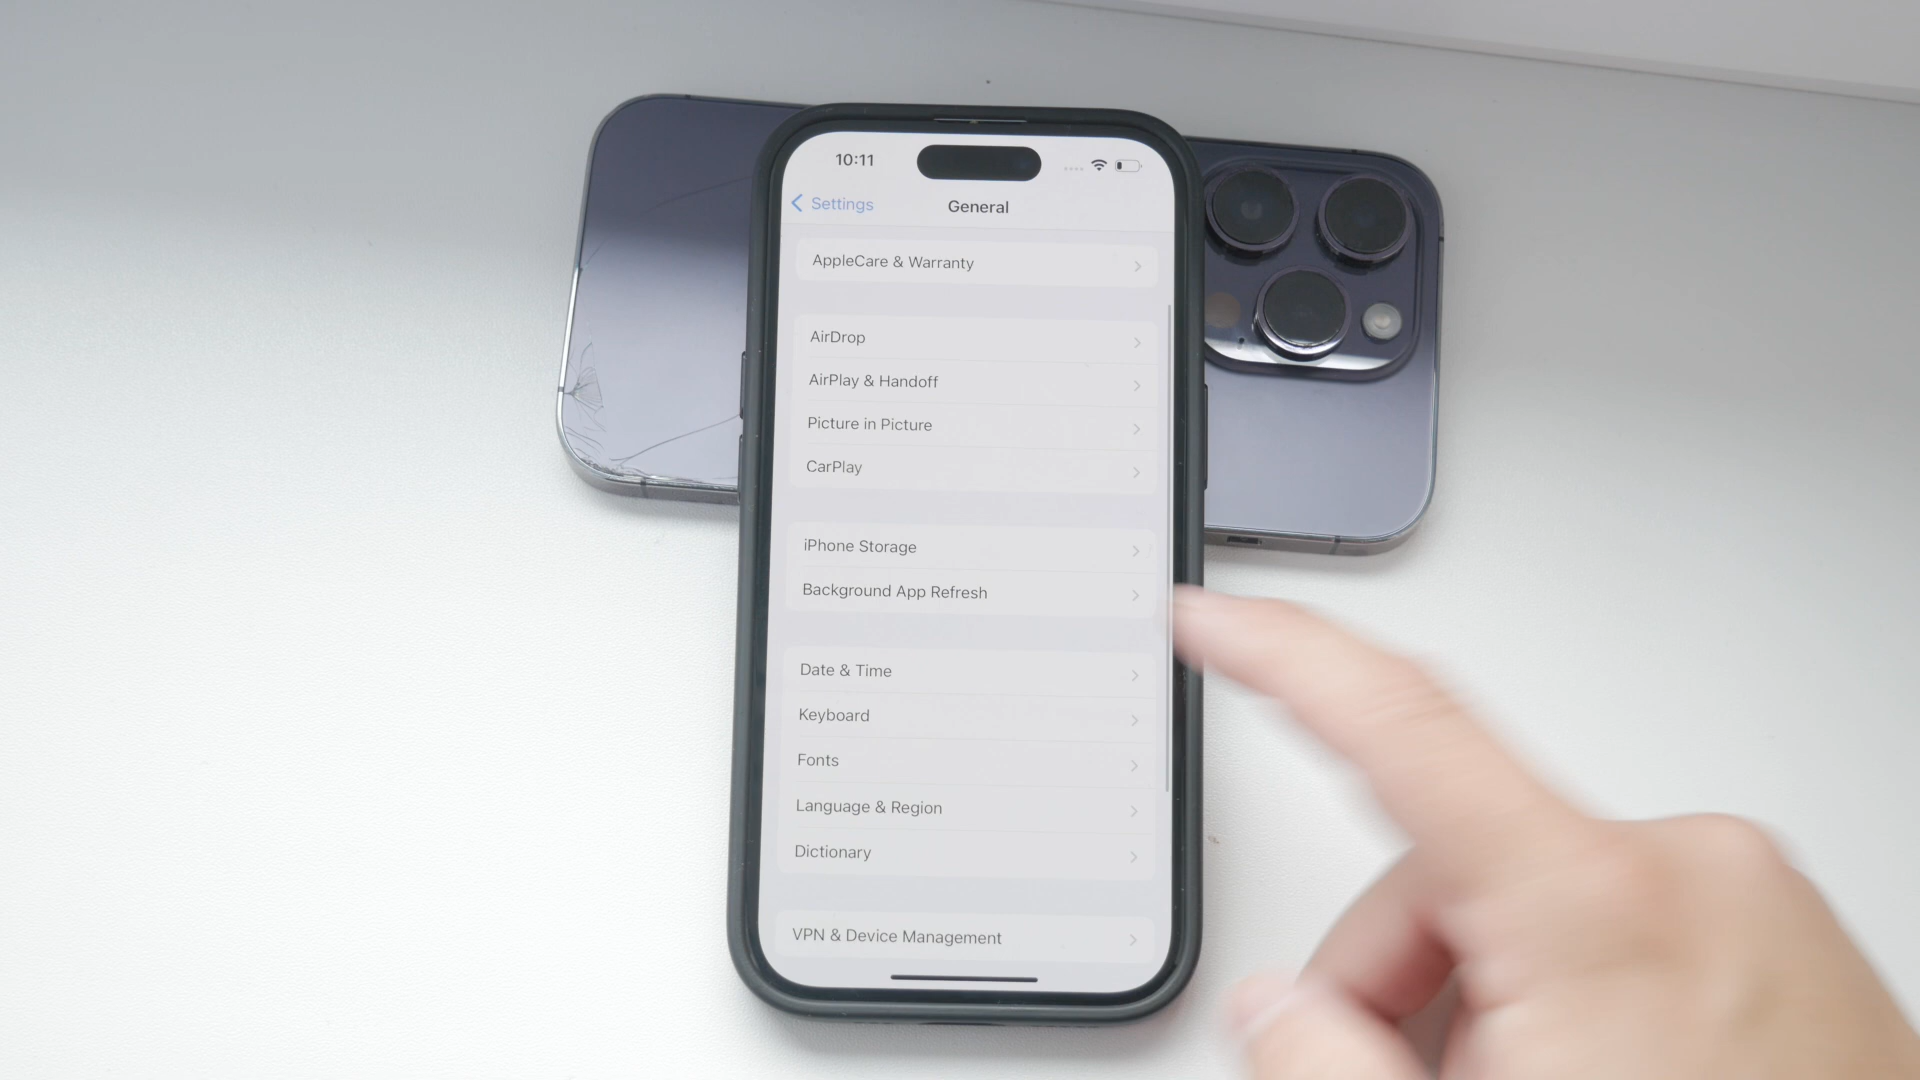 10:11
Settings
General
AppleCare & Warranty
AirDrop
AirPlay & Handoff
Picture in Picture
CarPlay
iPhone Storage
Background App Refresh
Date & Time
Keyboard
Fonts
Language & Region
Dictionary
VPN & Device Management